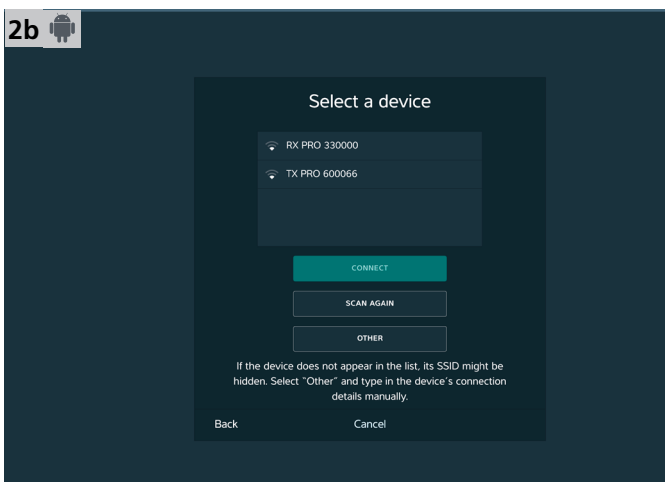 2b
Select a device
RX PRO 330000
TX PRO 600066
CONNECT
SCAN AGAIN
OTHER
If the device does not appear in the list, its SSID might be
hidden. Select “Other” and type in the device’s connection
details manually.
Back Cancel